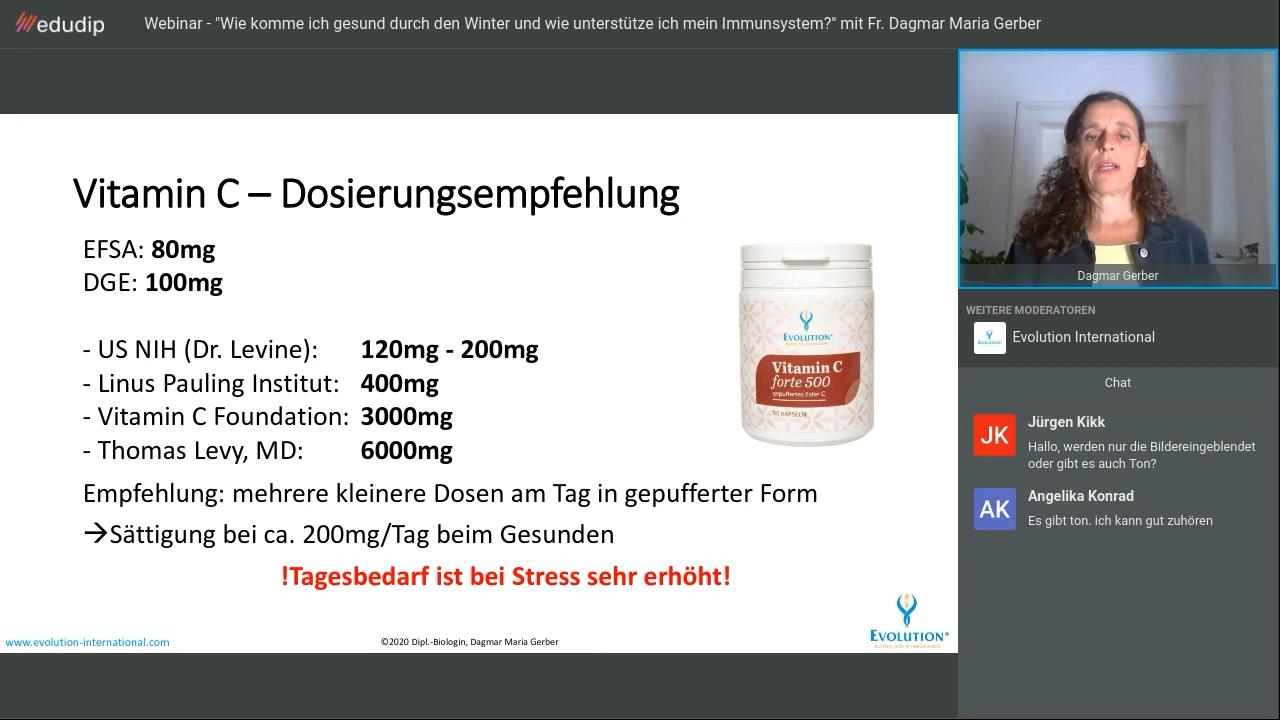 edudip
Webinar - "Wie komme ich gesund durch den Winter und wie unterstütze ich mein Immunsystem?" mit Fr. Dagmar Maria Gerber
Vitamin C – Dosierungsempfehlung
EFSA: 80mg
DGE: 100mg
- US NIH (Dr. Levine): 120mg - 200mg
- Linus Pauling Institut: 400mg
- Vitamin C Foundation: 3000mg
- Thomas Levy, MD: 6000mg
Empfehlung: mehrere kleinere Dosen am Tag in gepufferter Form
→Sättigung bei ca. 200mg/Tag beim Gesunden
!Tagesbedarf ist bei Stress sehr erhöht!
EVOLUTION®
Vitamin C
forte 500
gepuffertes Ester C
90 KAPSELN
www.evolution-international.com
©2020 Dipl.-Biologin, Dagmar Maria Gerber
EVOLUTION®
Dagmar Gerber
WEITERE MODERATOREN
Evolution International
Chat
JK
Jürgen Kikk
Hallo, werden nur die Bildereingeblendet
oder gibt es auch Ton?
AK
Angelika Konrad
Es gibt ton. ich kann gut zuhören